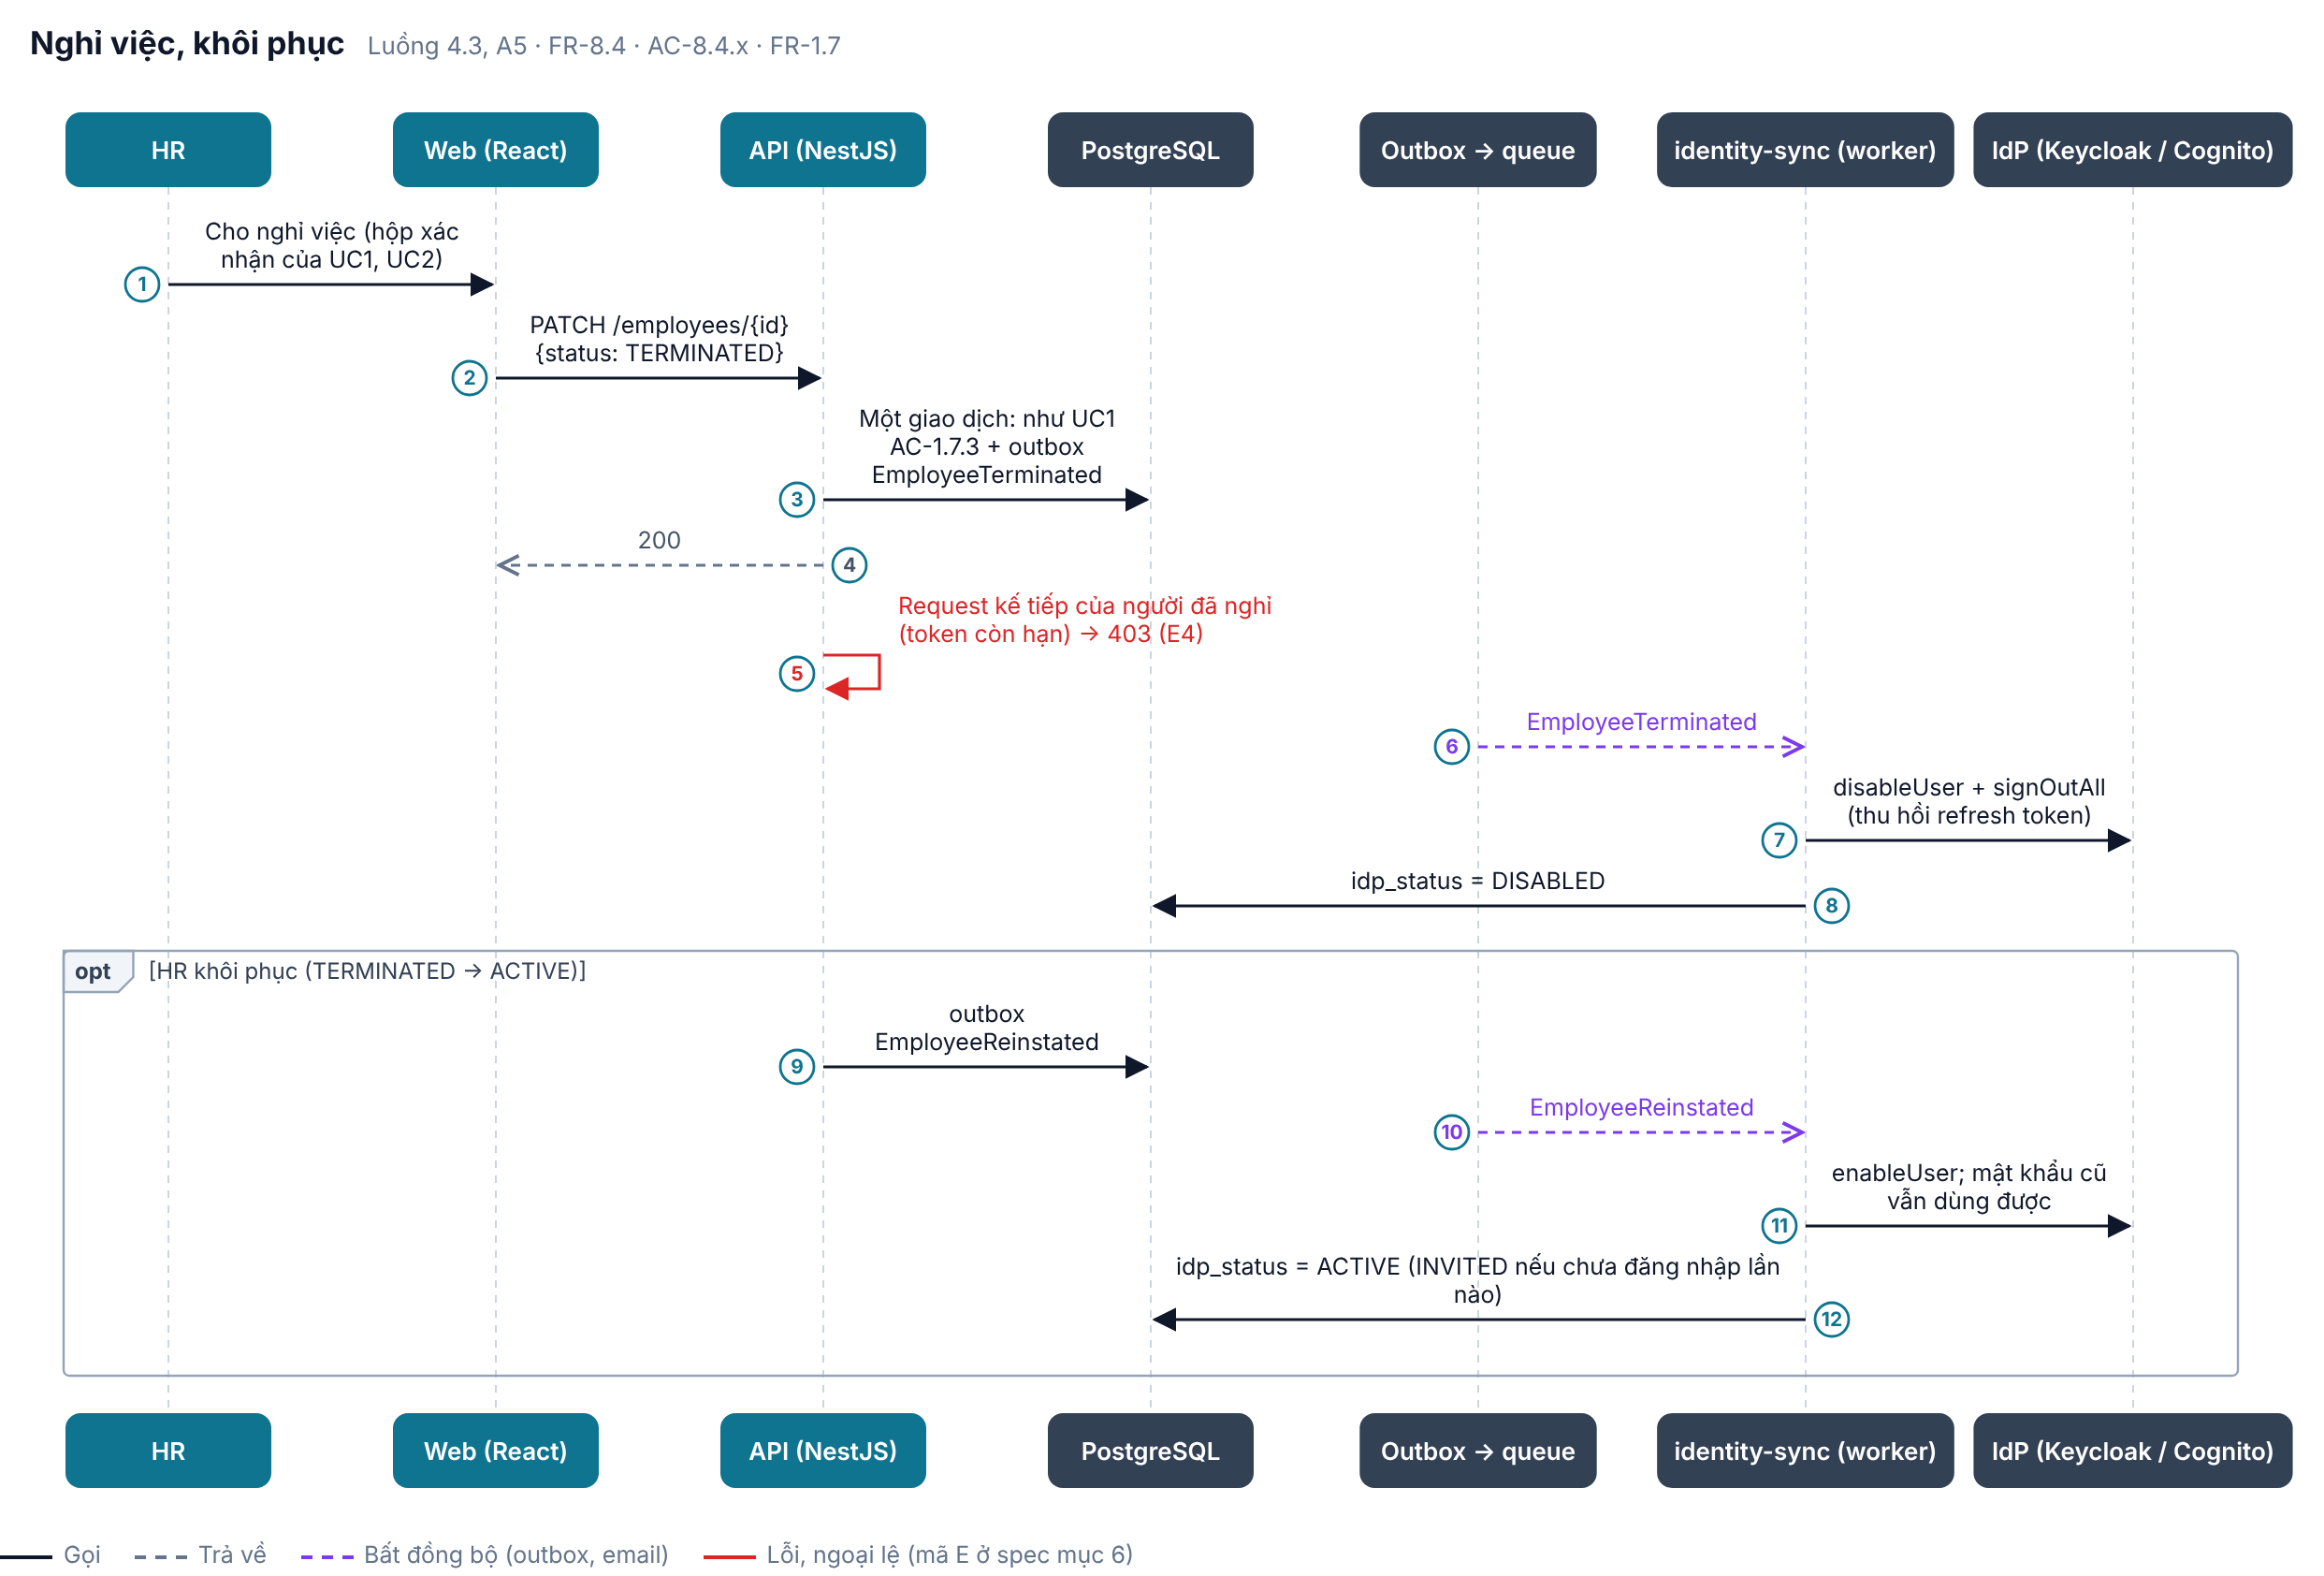 Nghỉ việc, khôi phục Luồng 4.3, A5 · FR-8.4 · AC-8.4.x · FR-1.7
HR Web (React) API (NestJS) PostgreSQL Outbox → queue identity-sync (worker) IdP (Keycloak / Cognito)
Cho nghỉ việc (hộp xác
nhận của UC1, UC2)
1
PATCH /employees/{id}
{status: TERMINATED}
2
Một giao dịch: như UC1
AC-1.7.3 + outbox
EmployeeTerminated
3
200
4
Request kế tiếp của người đã nghỉ
(token còn hạn) → 403 (E4)
5
EmployeeTerminated
6
disableUser + signOutAll
(thu hồi refresh token)
7
idp_status = DISABLED
8
opt [HR khôi phục (TERMINATED → ACTIVE)]
outbox
EmployeeReinstated
9
EmployeeReinstated
10
enableUser; mật khẩu cũ
vẫn dùng được
11
idp_status = ACTIVE (INVITED nếu chưa đăng nhập lần
nào)
12
HR Web (React) API (NestJS) PostgreSQL Outbox → queue identity-sync (worker) IdP (Keycloak / Cognito)
Gọi Trả về Bất đồng bộ (outbox, email) Lỗi, ngoại lệ (mã E ở spec mục 6)